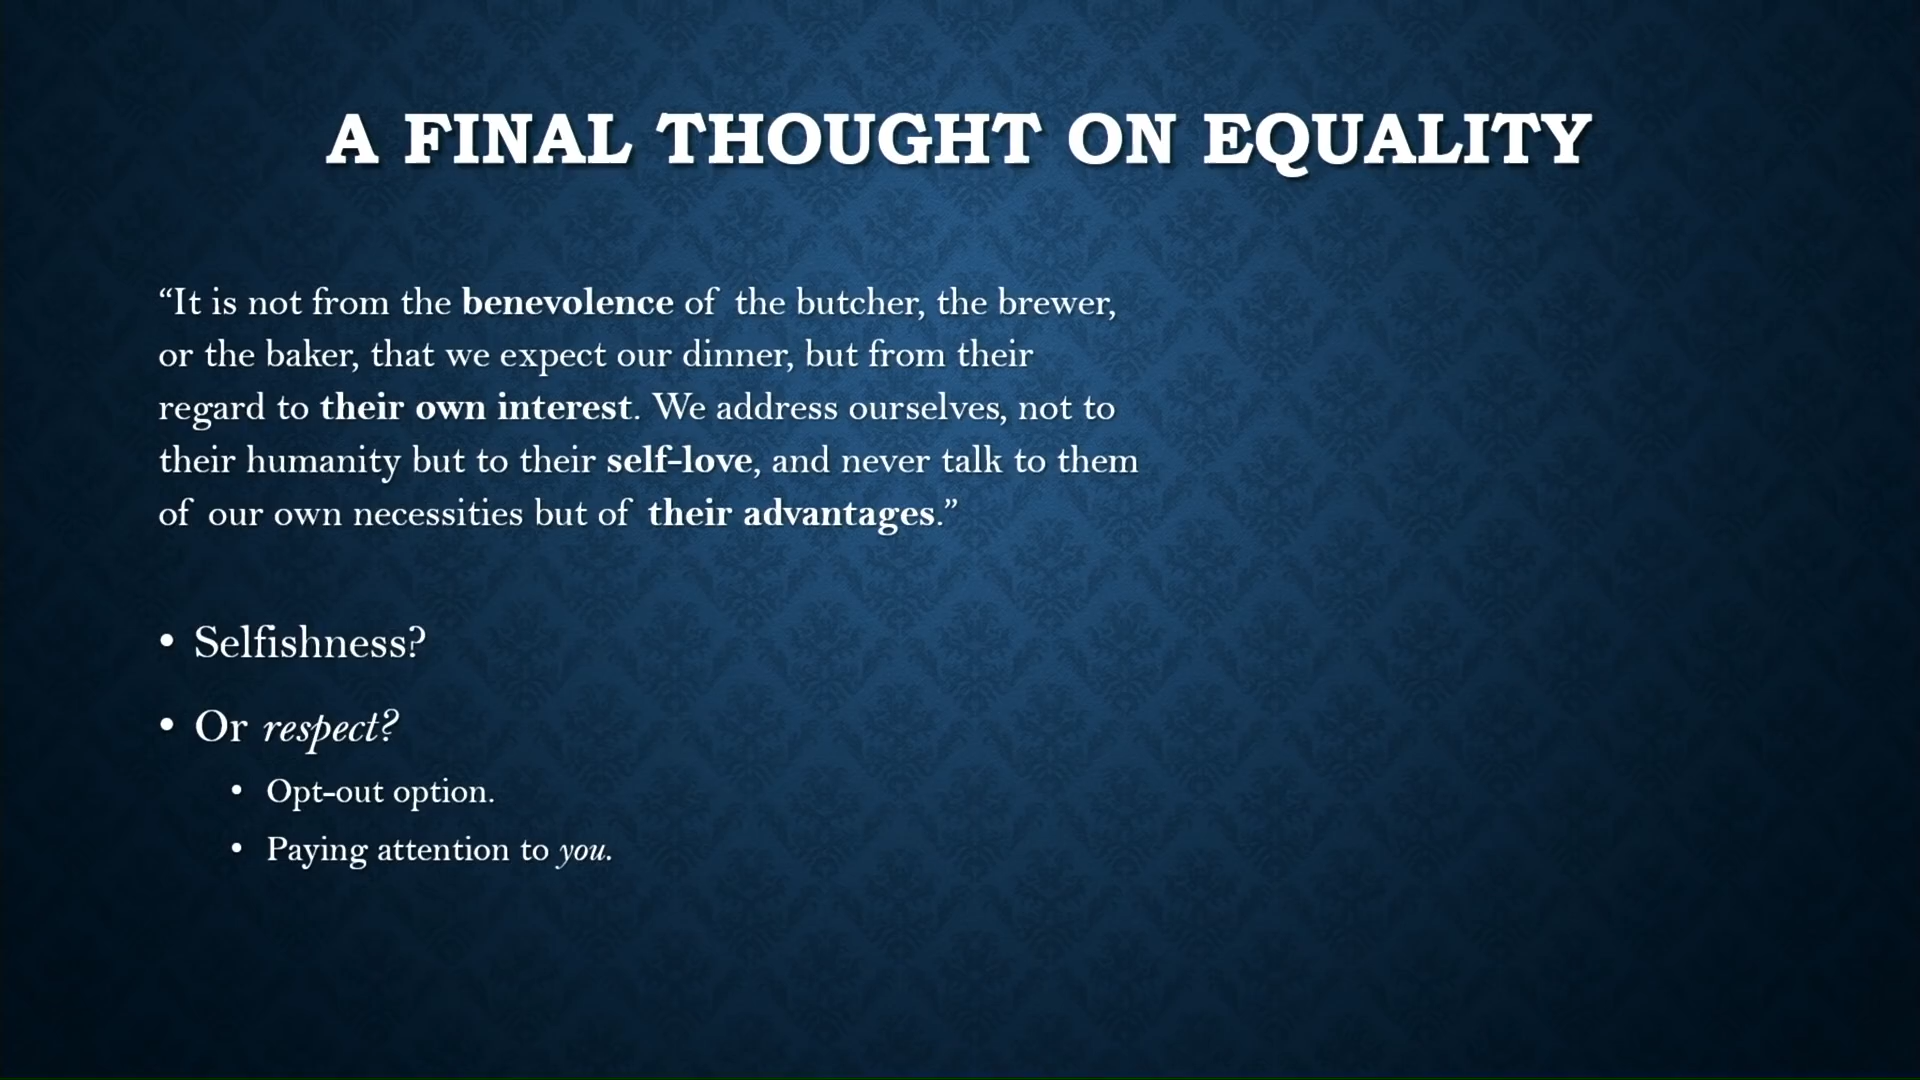 A FINAL THOUGHT ON EQUALITY
“It is not from the benevolence of the butcher, the brewer,
or the baker, that we expect our dinner, but from their
regard to their own interest. We address ourselves, not to
their humanity but to their self-love, and never talk to them
of our own necessities but of their advantages.”
• Selfishness?
• Or respect?
• Opt-out option.
• Paying attention to you.